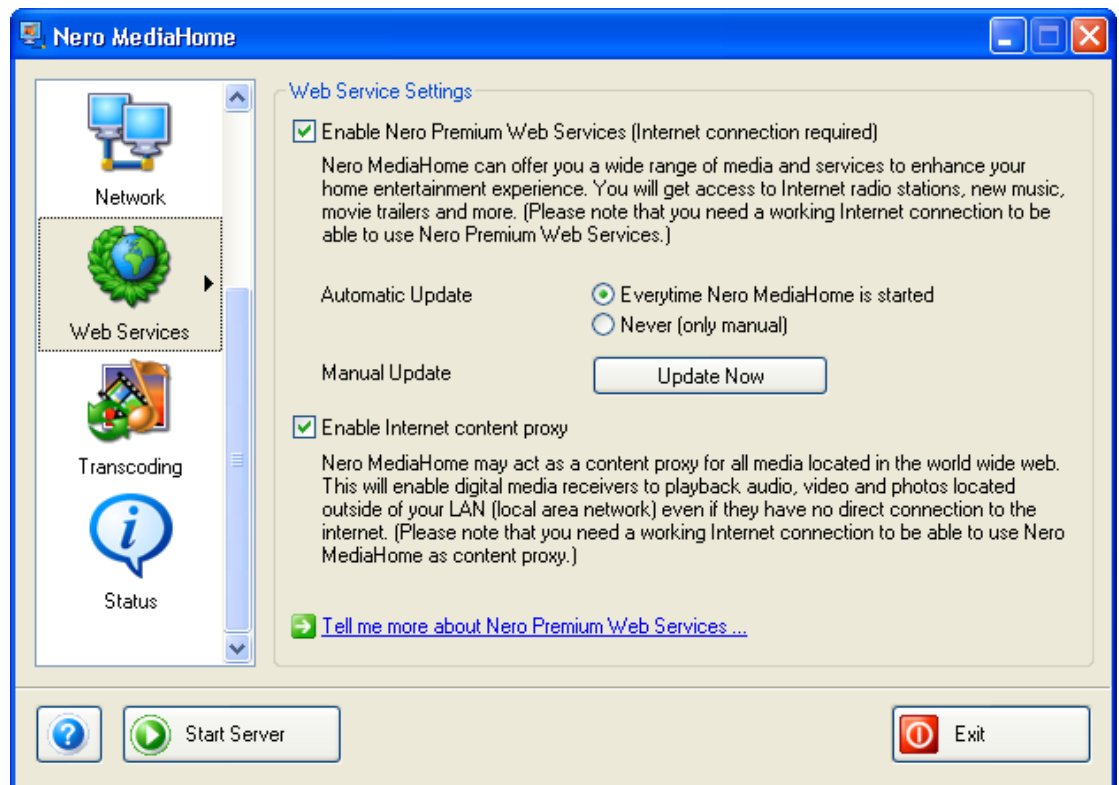 Nero MediaHome
Network
Web Services
Transcoding
Status
Web Service Settings
Enable Nero Premium Web Services (Internet connection required)
Nero MediaHome can offer you a wide range of media and services to enhance your
home entertainment experience. You will get access to Internet radio stations, new music,
movie trailers and more. (Please note that you need a working Internet connection to be
able to use Nero Premium Web Services.)
Automatic Update
Everytime Nero MediaHome is started
Never (only manual)
Manual Update
Update Now
Enable Internet content proxy
Nero MediaHome may act as a content proxy for all media located in the world wide web.
This will enable digital media receivers to playback audio, video and photos located
outside of your LAN (local area network) even if they have no direct connection to the
internet. (Please note that you need a working Internet connection to be able to use Nero
MediaHome as content proxy.)
Tell me more about Nero Premium Web Services ...
Start Server
Exit